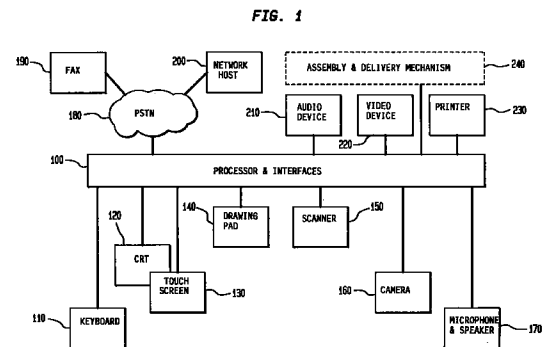 FIG. 1
190
FAX
200
NETWORK
HOST
ASSEMBLY & DELIVERY MECHANISM
240
180
PSTN
210
AUDIO
DEVICE
VIDEO
DEVICE
220
PRINTER
230
100
PROCESSOR & INTERFACES
120
CRT
TOUCH
SCREEN
130
140
DRAWING
PAD
SCANNER
150
160
CAMERA
110
KEYBOARD
MICROPHONE
& SPEAKER
170